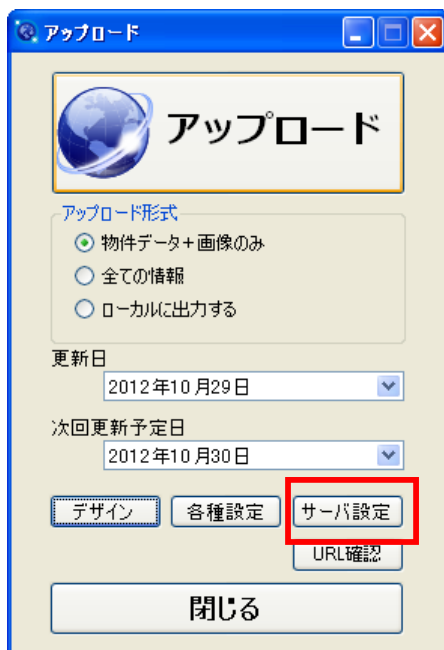 アップロード
アップロード
アップロード形式
物件データ+画像のみ
全ての情報
ローカルに出力する
更新日
2012年10月29日
次回更新予定日
2012年10月30日
デザイン 各種設定 サーバ設定
URL確認
閉じる